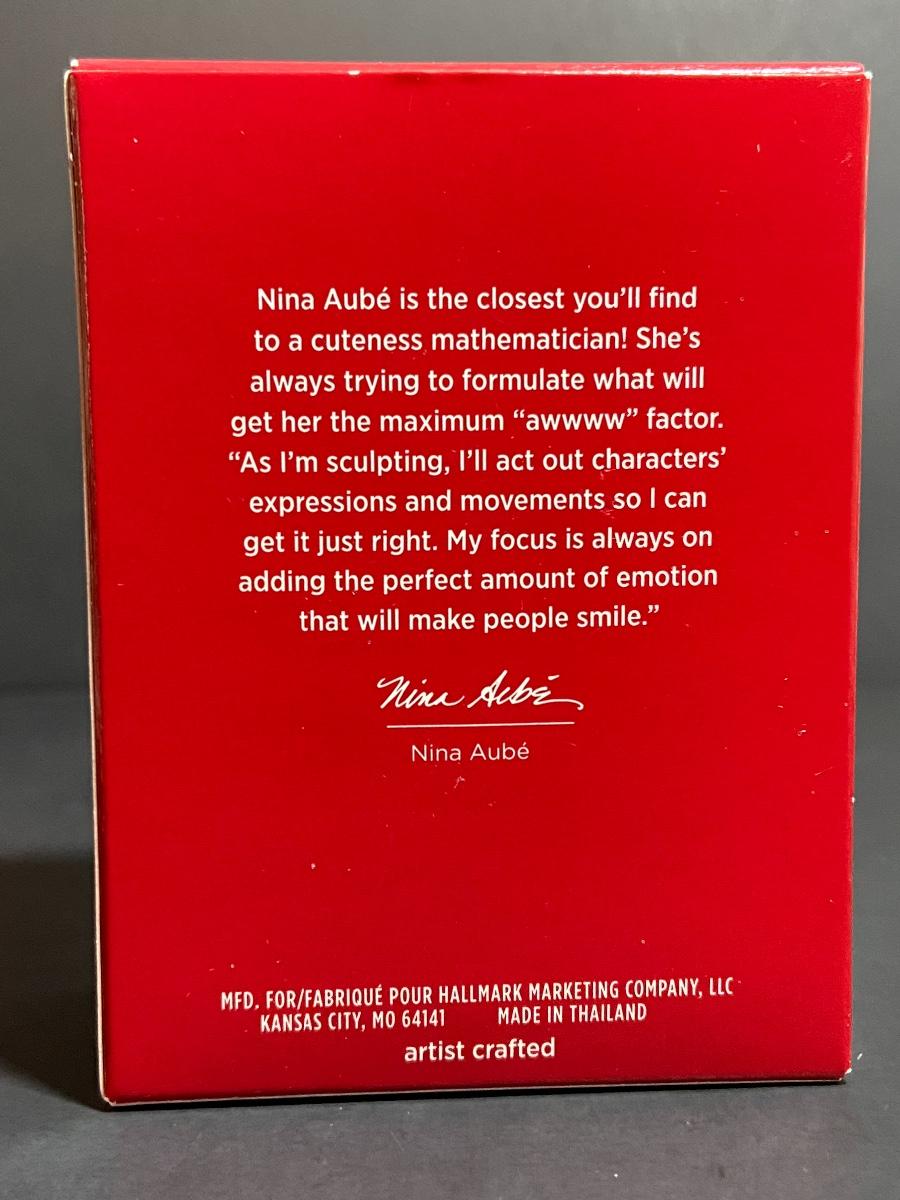 Nina Aubé is the closest you’ll find
to a cuteness mathematician! She’s
always trying to formulate what will
get her the maximum “awwww” factor.
“As I’m sculpting, I’ll act out characters’
expressions and movements so I can
get it just right. My focus is always on
adding the perfect amount of emotion
that will make people smile.”
Nina Aubé
Nina Aubé
MFD. FOR/FABRIQUÉ POUR HALLMARK MARKETING COMPANY, LLC
KANSAS CITY, MO 64141 MADE IN THAILAND
artist crafted